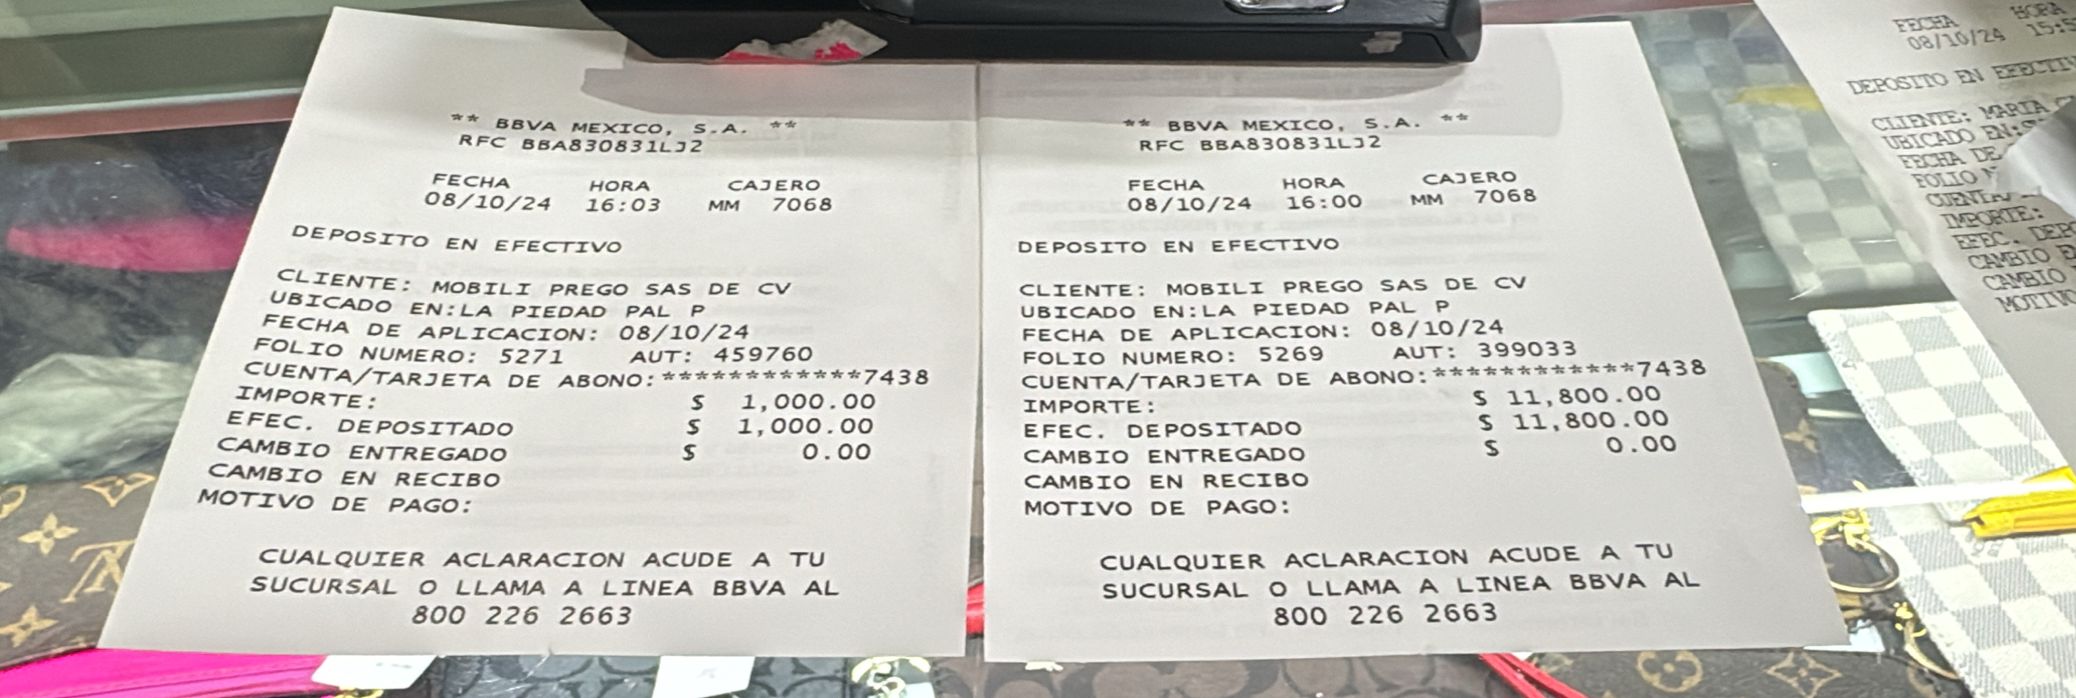 ** BBVA MEXICO, S.A. **
RFC BBA830831LJ2
FECHA HORA CAJERO
08/10/24 16:03 MM 7068
DEPOSITO EN EFECTIVO
CLIENTE: MOBILI PREGO SAS DE CV
UBICADO EN:LA PIEDAD PAL P
FECHA DE APLICACION: 08/10/24
FOLIO NUMERO: 5271 AUT: 459760
CUENTA/TARJETA DE ABONO:************7438
IMPORTE: $ 1,000.00
EFEC. DEPOSITADO $ 1,000.00
CAMBIO ENTREGADO $ 0.00
CAMBIO EN RECIBO
MOTIVO DE PAGO:
CUALQUIER ACLARACION ACUDE A TU
SUCURSAL O LLAMA A LINEA BBVA AL
800 226 2663
** BBVA MEXICO, S.A. **
RFC BBA830831LJ2
FECHA HORA CAJERO
08/10/24 16:00 MM 7068
DEPOSITO EN EFECTIVO
CLIENTE: MOBILI PREGO SAS DE CV
UBICADO EN:LA PIEDAD PAL P
FECHA DE APLICACION: 08/10/24
FOLIO NUMERO: 5269 AUT: 399033
CUENTA/TARJETA DE ABONO:************7438
IMPORTE: $ 11,800.00
EFEC. DEPOSITADO $ 11,800.00
CAMBIO ENTREGADO $ 0.00
CAMBIO EN RECIBO
MOTIVO DE PAGO:
CUALQUIER ACLARACION ACUDE A TU
SUCURSAL O LLAMA A LINEA BBVA AL
800 226 2663
FECHA HORA
08/10/24 15:5
DEPOSITO EN EFECTIV
CLIENTE: MARIA
UBICADO EN:
FECHA DE
FOLIO
IMPORTE:
EFEC. DEPO
CAMBIO E
CAMBIO
MOTIVO